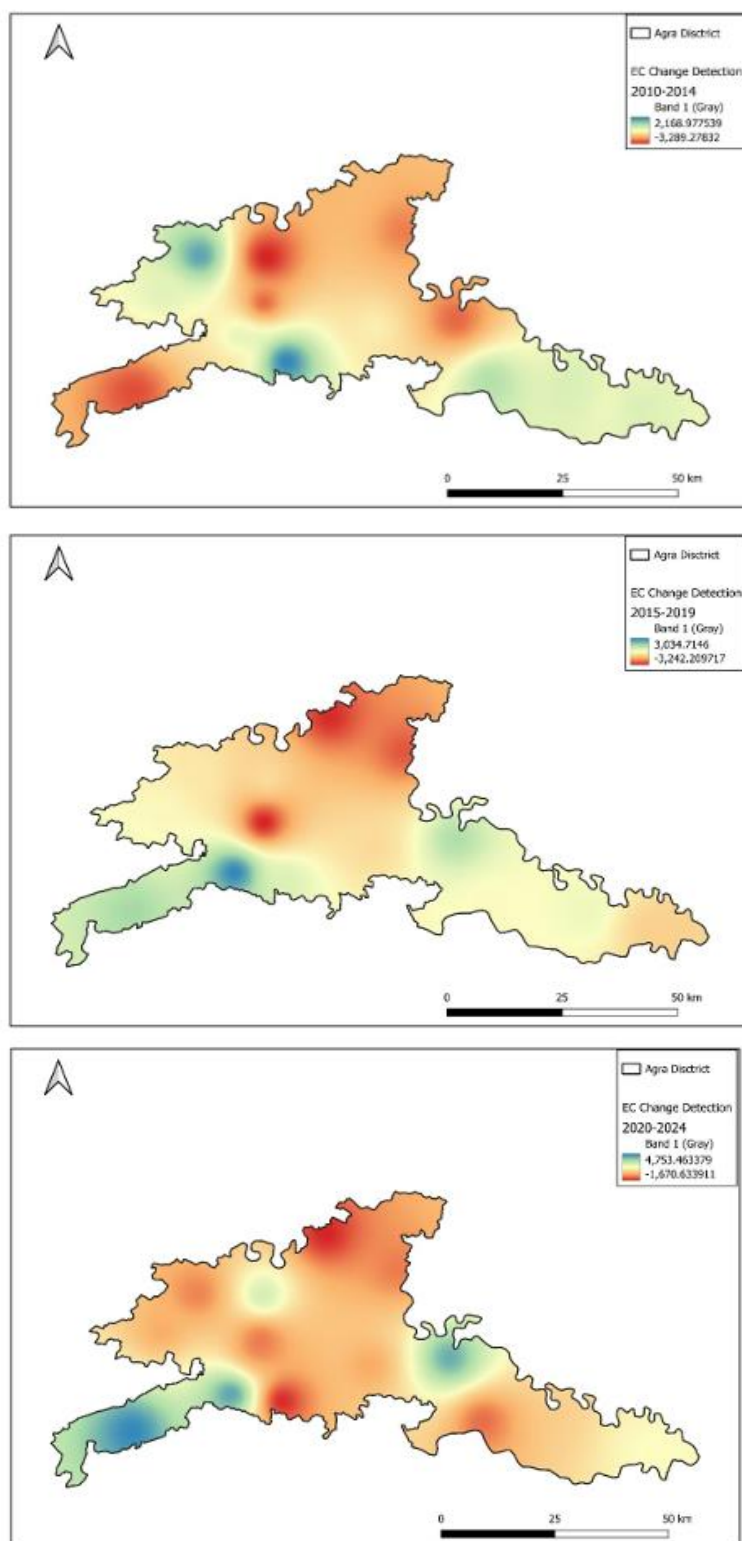 Agra Disctrict
EC Change Detection
2010-2014
Band 1 (Gray)
2,168.977539
-3,289.27832
0 25 50 km
Agra Disctrict
EC Change Detection
2015-2019
Band 1 (Gray)
3,034.7146
-3,242.209717
0 25 50 km
Agra Disctrict
EC Change Detection
2020-2024
Band 1 (Gray)
4,753.463379
-1,670.633911
0 25 50 km